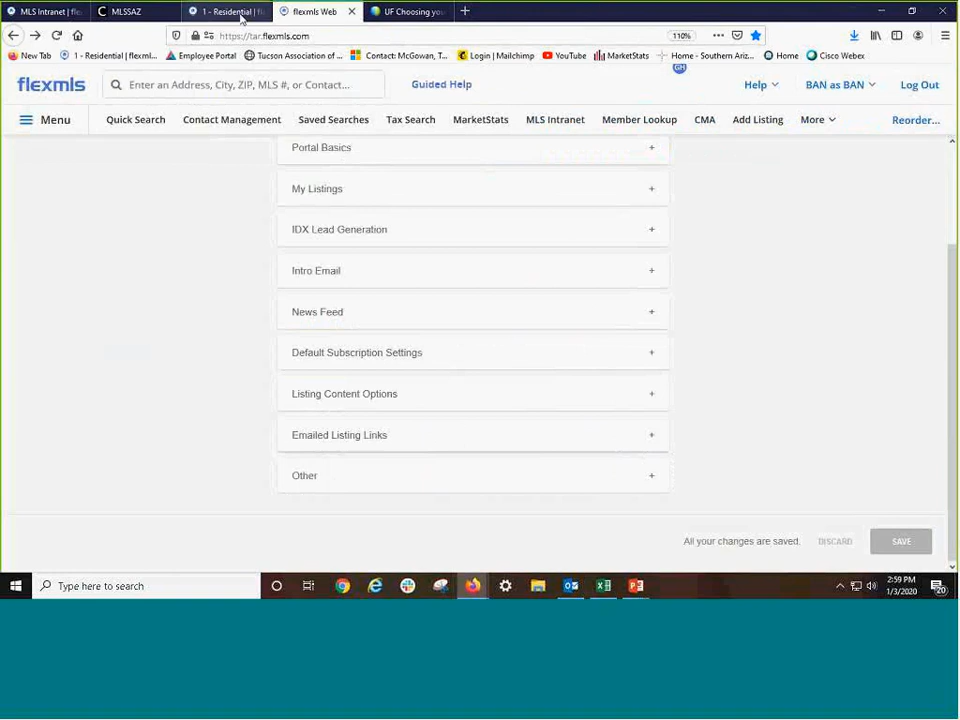 MLS Intranet | fle
MLSSAZ
1 - Residential | fl
flexmls Web
UF Choosing you
https://tar.flexmls.com
110%
New Tab
1 - Residential | flexml...
Employee Portal
Tucson Association of ...
Contact: McGowan, T...
Login | Mailchimp
YouTube
MarketStats
Home - Southern Ariz...
Home
Cisco Webex
flexmls
Enter an Address, City, ZIP, MLS #, or Contact...
Guided Help
GH
Help
BAN as BAN
Log Out
Menu
Quick Search
Contact Management
Saved Searches
Tax Search
MarketStats
MLS Intranet
Member Lookup
CMA
Add Listing
More
Reorder...
Portal Basics +
My Listings +
IDX Lead Generation +
Intro Email +
News Feed +
Default Subscription Settings +
Listing Content Options +
Emailed Listing Links +
Other +
All your changes are saved.
DISCARD
SAVE
Type here to search
2:59 PM
1/3/2020
20